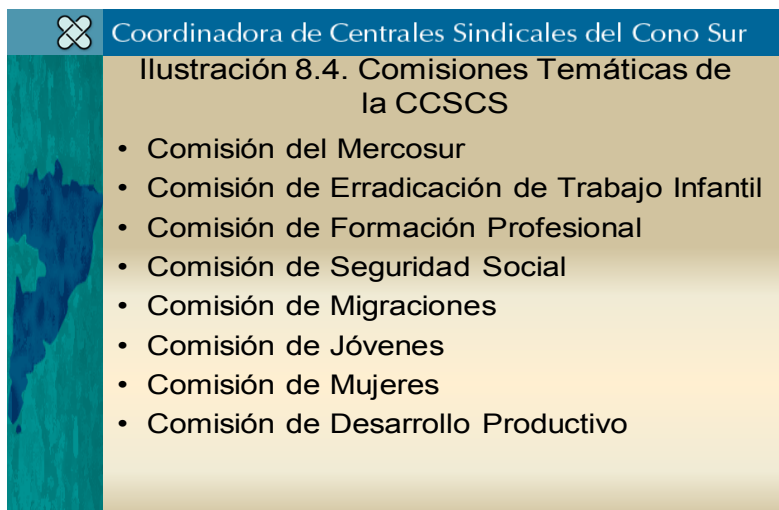 Coordinadora de Centrales Sindicales del Cono Sur
Ilustración 8.4. Comisiones Temáticas de
la CCSCS
• Comisión del Mercosur
• Comisión de Erradicación de Trabajo Infantil
• Comisión de Formación Profesional
• Comisión de Seguridad Social
• Comisión de Migraciones
• Comisión de Jóvenes
• Comisión de Mujeres
• Comisión de Desarrollo Productivo